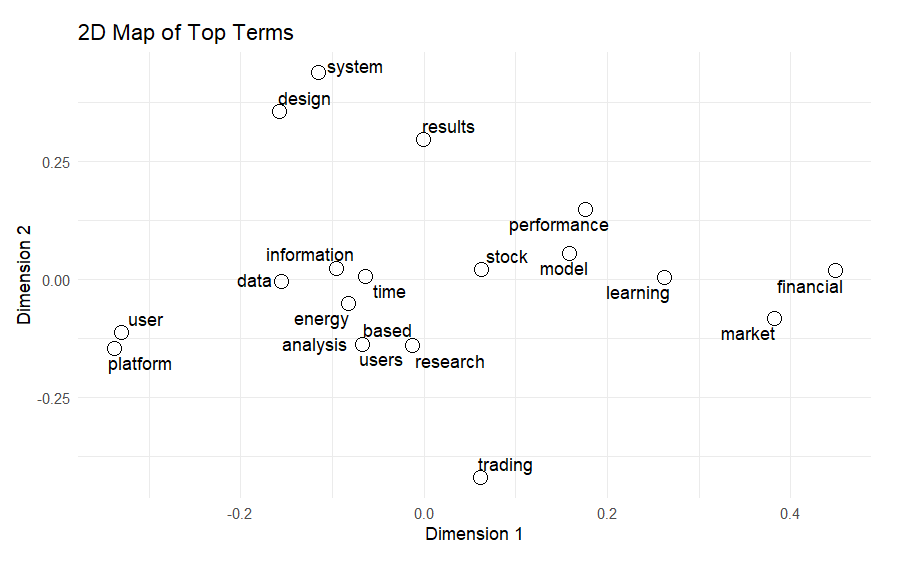 2D Map of Top Terms
system
design
results
0.25
performance
information
stock
model
data
0.00
time
learning
financial
energy
user
based
market
analysis
platform
users
research
-0.25
trading
-0.2
0.0
0.2
0.4
Dimension 1
Dimension 2